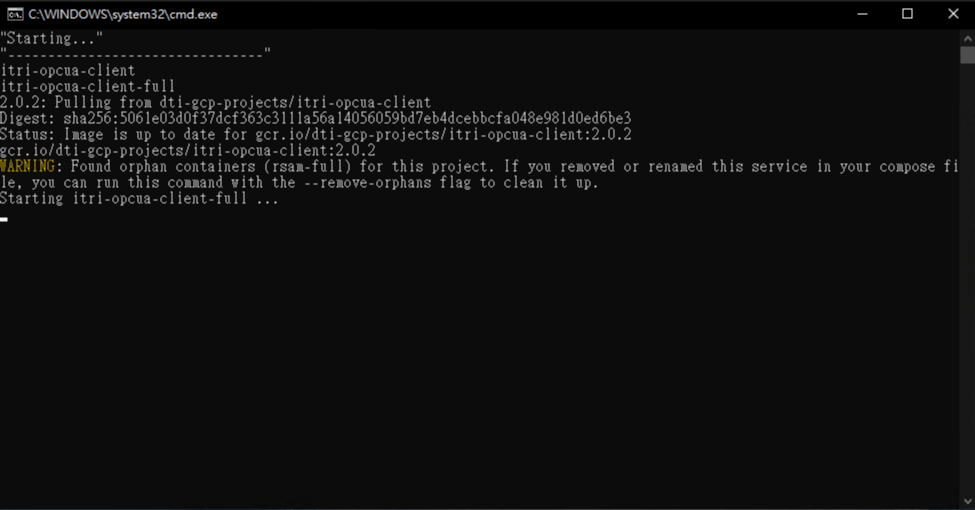 C:\WINDOWS\system32\cmd.exe
"Starting..."
"--------------------------------"
itri-opcua-client
itri-opcua-client-full
2.0.2: Pulling from dti-gcp-projects/itri-opcua-client
Digest: sha256:5061e03d0f37dcf363c3111a56a14056059bd7eb4dcebbcfa048e981d0ed6be3
Status: Image is up to date for gcr.io/dti-gcp-projects/itri-opcua-client:2.0.2
gcr.io/dti-gcp-projects/itri-opcua-client:2.0.2
WARNING: Found orphan containers (rsam-full) for this project. If you removed or renamed this service in your compose fi
le, you can run this command with the --remove-orphans flag to clean it up.
Starting itri-opcua-client-full ...